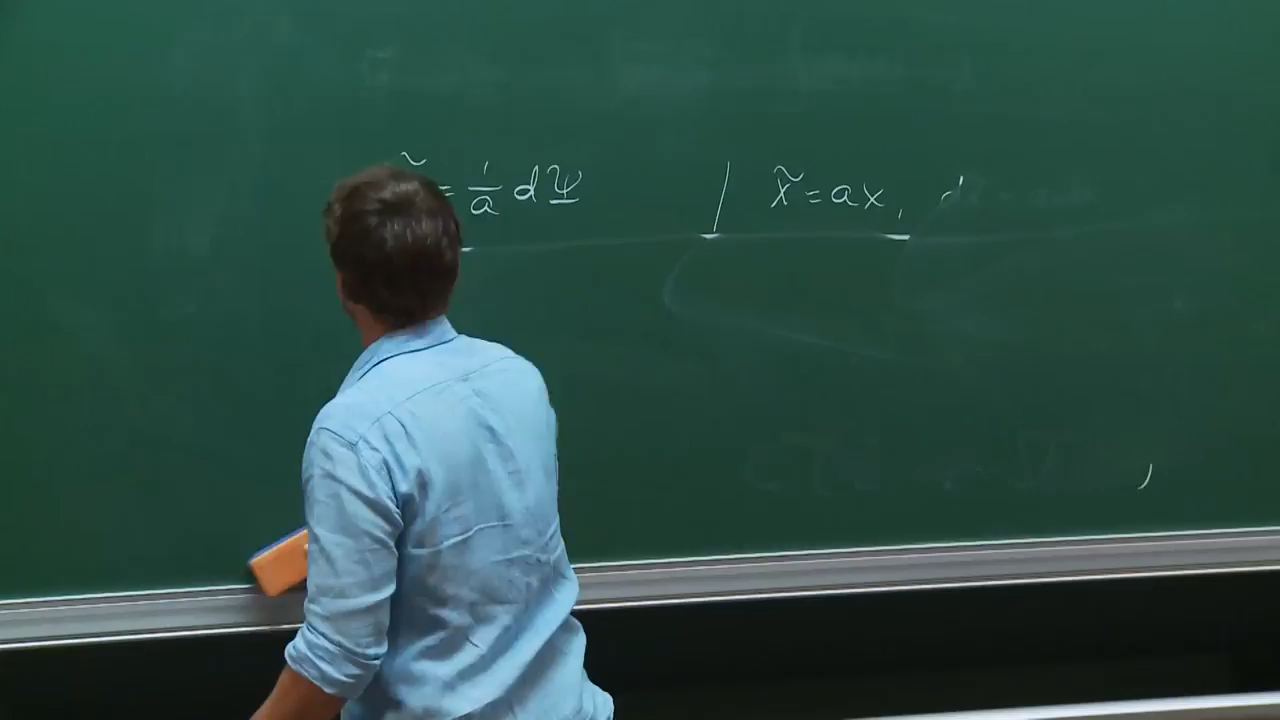 ~ = 1/a dΨ | x̃ = ax,